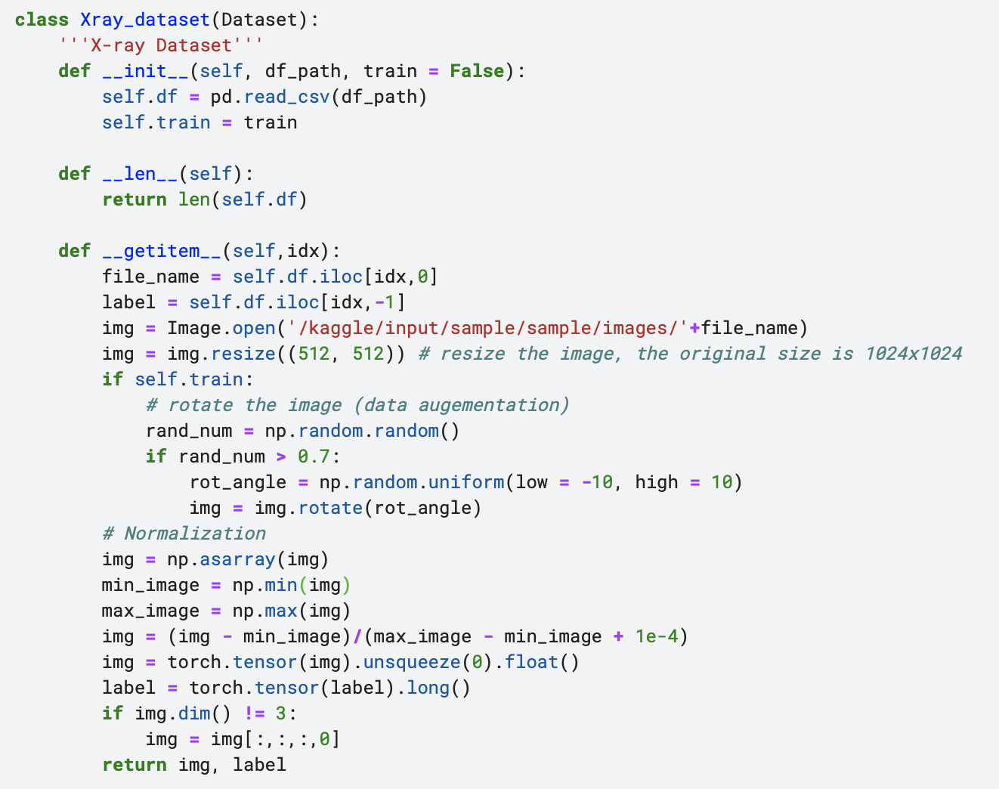 class Xray_dataset(Dataset):
    '''X-ray Dataset'''
    def __init__(self, df_path, train = False):
        self.df = pd.read_csv(df_path)
        self.train = train

    def __len__(self):
        return len(self.df)

    def __getitem__(self,idx):
        file_name = self.df.iloc[idx,0]
        label = self.df.iloc[idx,-1]
        img = Image.open('/kaggle/input/sample/sample/images/'+file_name)
        img = img.resize((512, 512)) # resize the image, the original size is 1024x1024
        if self.train:
            # rotate the image (data augementation)
            rand_num = np.random.random()
            if rand_num > 0.7:
                rot_angle = np.random.uniform(low = -10, high = 10)
                img = img.rotate(rot_angle)
        # Normalization
        img = np.asarray(img)
        min_image = np.min(img)
        max_image = np.max(img)
        img = (img - min_image)/(max_image - min_image + 1e-4)
        img = torch.tensor(img).unsqueeze(0).float()
        label = torch.tensor(label).long()
        if img.dim() != 3:
            img = img[:,:,:,0]
        return img, label